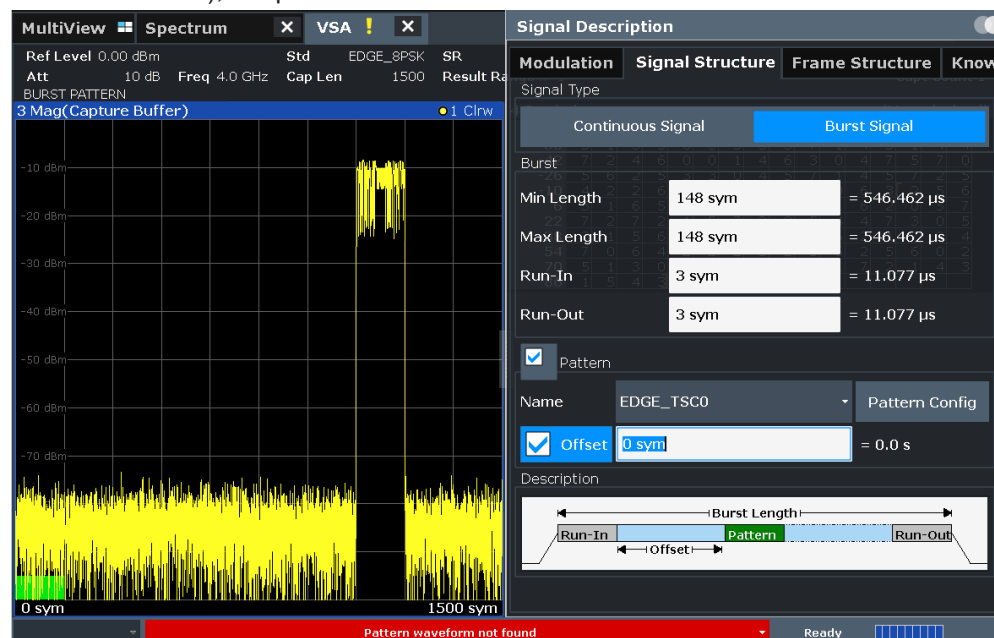 MultiView Spectrum X VSA ! X
Ref Level 0.00 dBm Std EDGE_8PSK SR
Att 10 dB Freq 4.0 GHz Cap Len 1500 Result Ra
BURST PATTERN
3 Mag(Capture Buffer) 1 Clrw
-10 dBm
-20 dBm
-30 dBm
-40 dBm
-50 dBm
-60 dBm
-70 dBm
0 sym 1500 sym
Signal Description
Modulation Signal Structure Frame Structure Know
Signal Type
Continuous Signal Burst Signal
Burst
Min Length 148 sym = 546.462 µs
Max Length 148 sym = 546.462 µs
Run-In 3 sym = 11.077 µs
Run-Out 3 sym = 11.077 µs
Pattern
Name EDGE_TSC0 Pattern Config
Offset 0 sym = 0.0 s
Description
Burst Length
Run-In Pattern Run-Out
Offset
Pattern waveform not found Ready